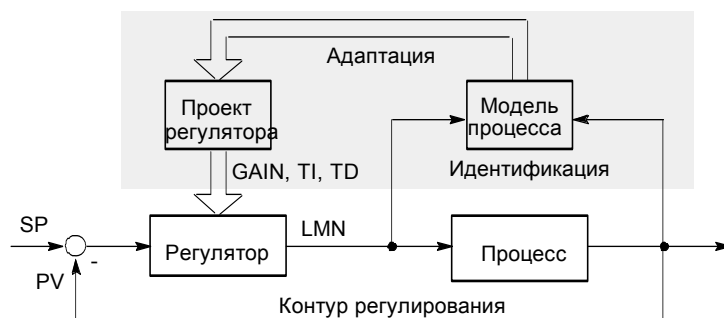 Адаптация
Проект
регулятора
Модель
процесса
Идентификация
GAIN, TI, TD
SP
Регулятор
LMN
Процесс
PV
-
Контур регулирования